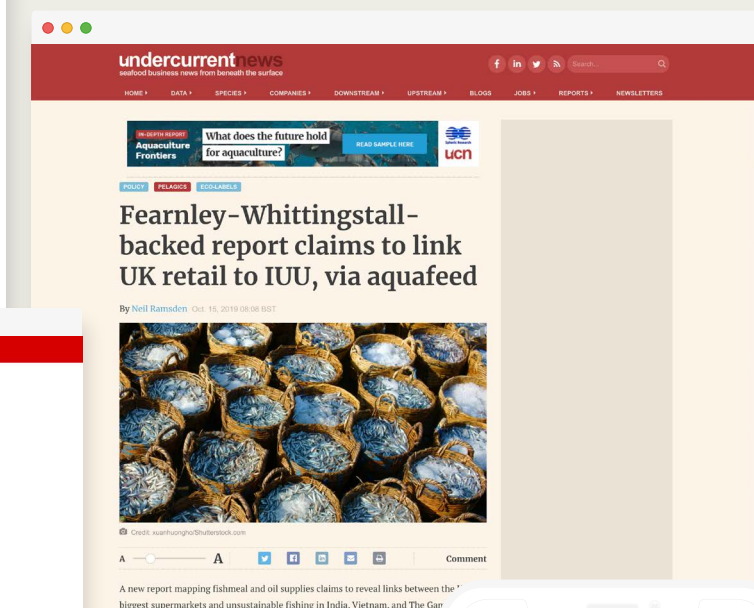 undercurrentnews
seafood business news from beneath the surface
Search...
HOME
DATA
SPECIES
COMPANIES
DOWNSTREAM
UPSTREAM
BLOGS
JOBS
REPORTS
NEWSLETTERS
IN-DEPTH REPORT
Aquaculture
Frontiers
What does the future hold
for aquaculture?
READ SAMPLE HERE
ucn
POLICY
PELAGICS
ECO-LABELS
Fearnley-Whittingstall-
backed report claims to link
UK retail to IUU, via aquafeed
By Neil Ramsden Oct. 15, 2019 08:08 BST
Credit: xuanhuongho/Shutterstock.com
A A
Comment
A new report mapping fishmeal and oil supplies claims to reveal links between the
biggest supermarkets and unsustainable fishing in India, Vietnam, and The Gam